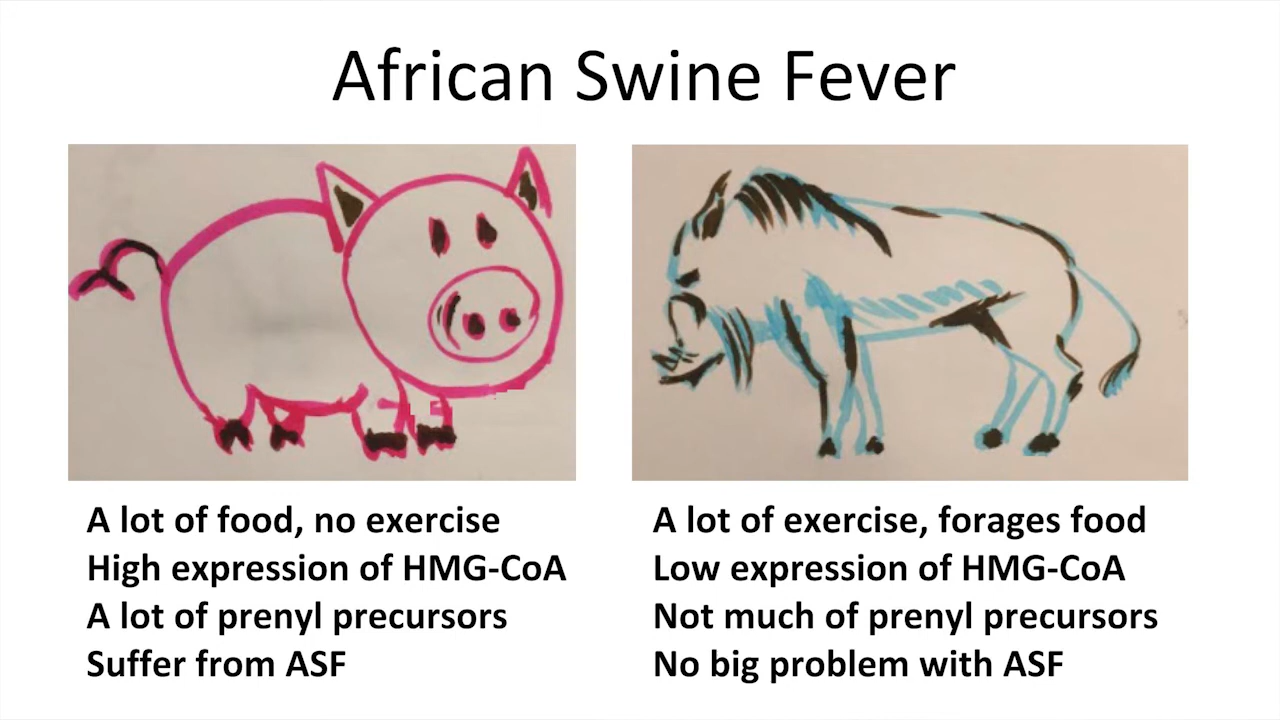 African Swine Fever
A lot of food, no exercise
High expression of HMG-CoA
A lot of prenyl precursors
Suffer from ASF
A lot of exercise, forages food
Low expression of HMG-CoA
Not much of prenyl precursors
No big problem with ASF